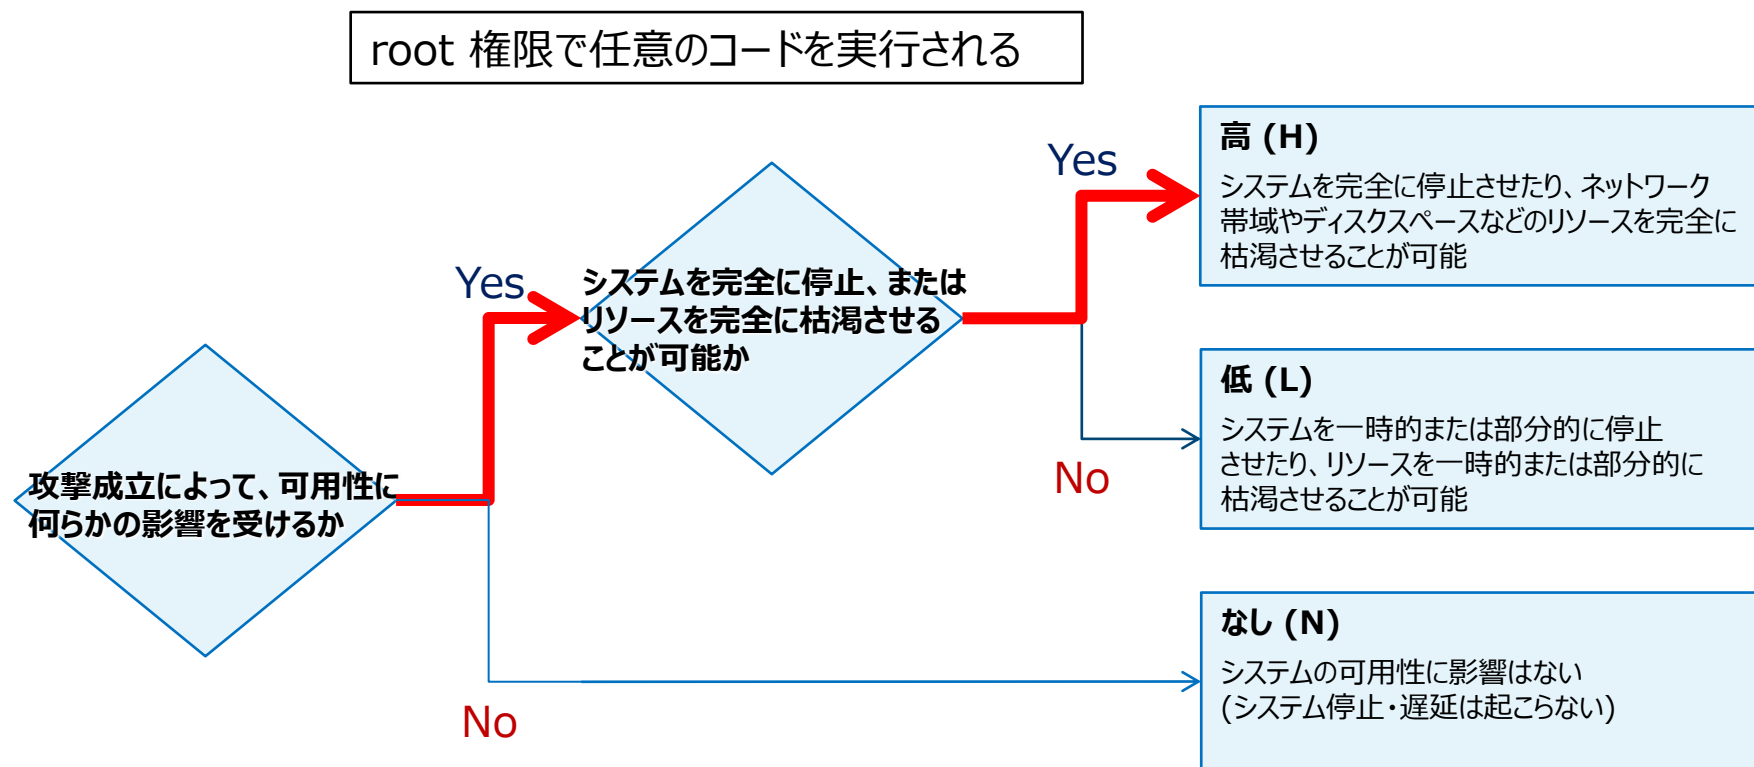 root 権限で任意のコードを実行される
高 (H)
システムを完全に停止させたり、ネットワーク
帯域やディスクスペースなどのリソースを完全に
枯渇させることが可能
Yes
Yes
システムを完全に停止、または
リソースを完全に枯渇させる
ことが可能か
低 (L)
システムを一時的または部分的に停止
させたり、リソースを一時的または部分的に
枯渇させることが可能
No
攻撃成立によって、可用性に
何らかの影響を受けるか
なし (N)
システムの可用性に影響はない
(システム停止・遅延は起こらない)
No